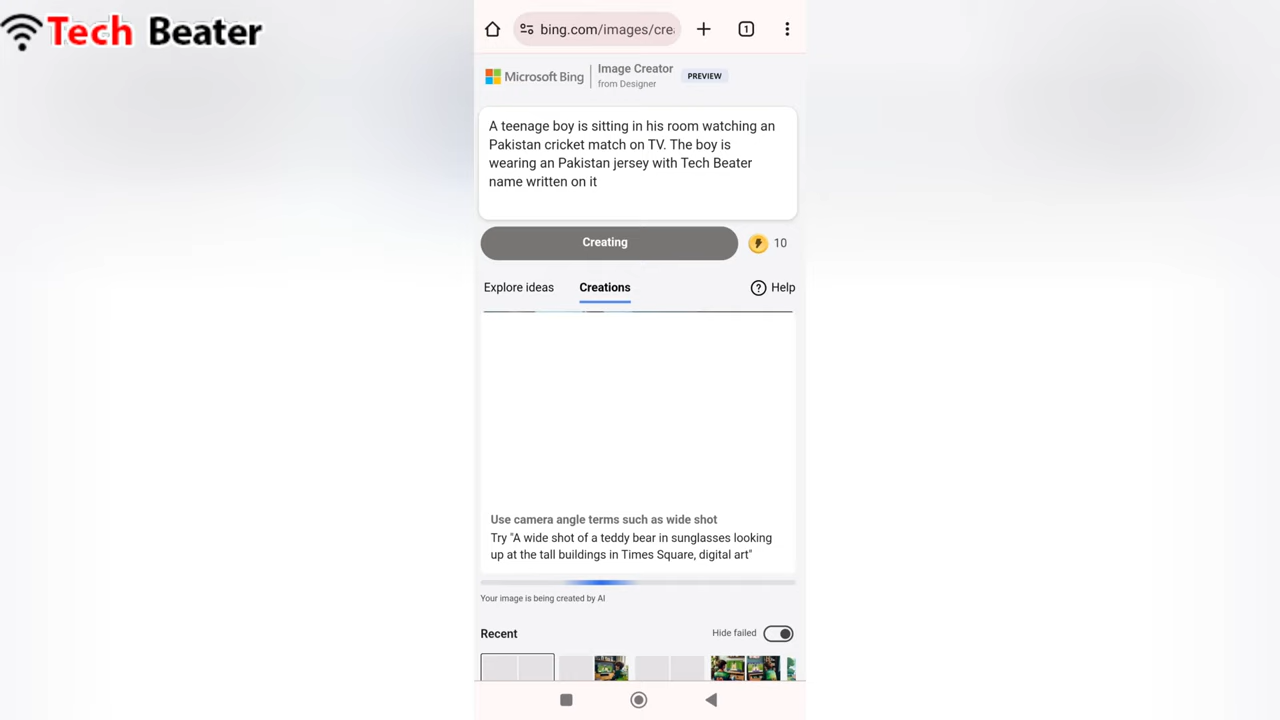 Tech Beater
bing.com/images/cre
1
Microsoft Bing
Image Creator
from Designer
PREVIEW
A teenage boy is sitting in his room watching an
Pakistan cricket match on TV. The boy is
wearing an Pakistan jersey with Tech Beater
name written on it
Creating
10
Explore ideas
Creations
Help
Use camera angle terms such as wide shot
Try "A wide shot of a teddy bear in sunglasses looking
up at the tall buildings in Times Square, digital art"
Your image is being created by AI
Recent
Hide failed